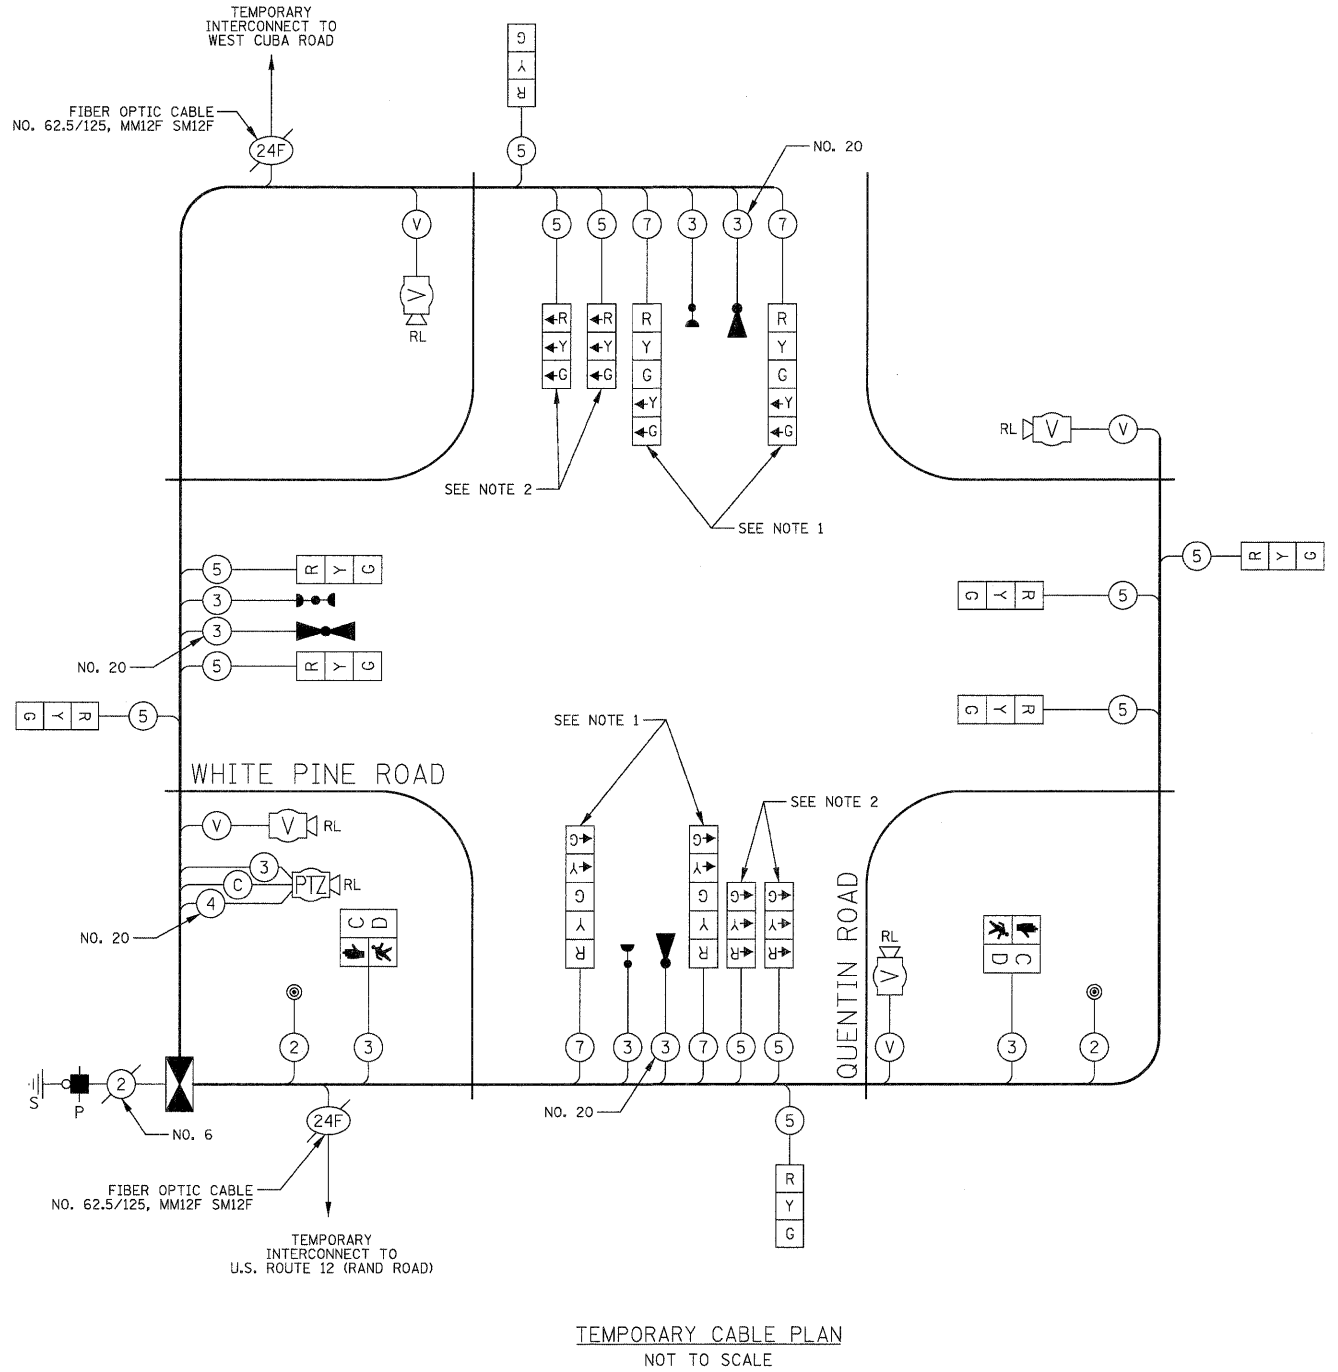 TEMPORARY
INTERCONNECT TO
WEST CUBA ROAD
FIBER OPTIC CABLE
NO. 62.5/125, MM12F SM12F
24F
G
Y
R
5
NO. 20
V
5
5
7
3
3
7
V
RL
R
Y
G
R
Y
G
R
Y
G
Y
G
R
Y
G
Y
G
SEE NOTE 2
SEE NOTE 1
RL
V
V
5
R Y G
3
NO. 20
3
5
R Y G
G Y R
5
5
R Y G
G Y R
5
G Y R
5
WHITE PINE ROAD
V
V
RL
3
C
4
PTZ
RL
NO. 20
C
D
2
3
SEE NOTE 1
SEE NOTE 2
G
Y
G
Y
R
G
Y
G
Y
R
G
Y
R
G
Y
R
7
3
3
7
5
5
NO. 20
QUENTIN ROAD
RL
V
V
C
D
3
2
S
P
2
NO. 6
24F
FIBER OPTIC CABLE
NO. 62.5/125, MM12F SM12F
TEMPORARY
INTERCONNECT TO
U.S. ROUTE 12 (RAND ROAD)
5
R
Y
G
TEMPORARY CABLE PLAN
NOT TO SCALE